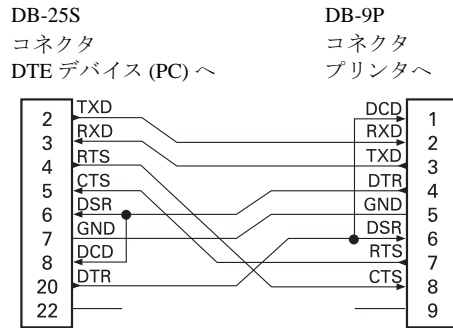 DB-25S
コネクタ
DTE デバイス (PC) へ
DB-9P
コネクタ
プリンタへ
2 TXD
3 RXD
4 RTS
5 CTS
6 DSR
7 GND
8 DCD
20 DTR
22
DCD 1
RXD 2
TXD 3
DTR 4
GND 5
DSR 6
RTS 7
CTS 8
9